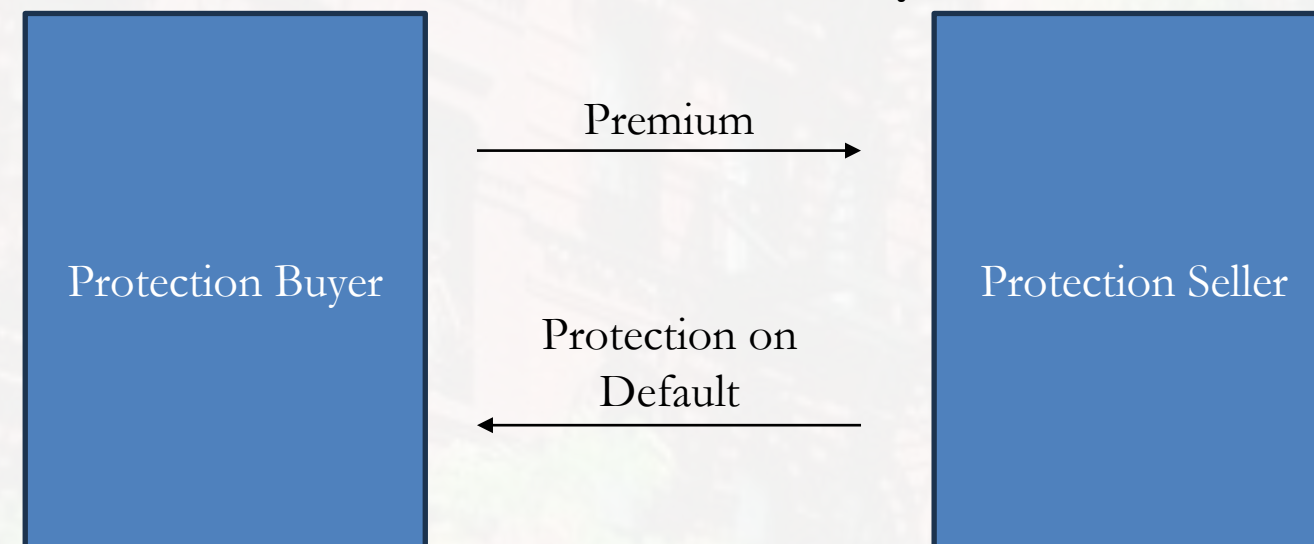 Premium
Protection Buyer
Protection Seller
Protection on
Default